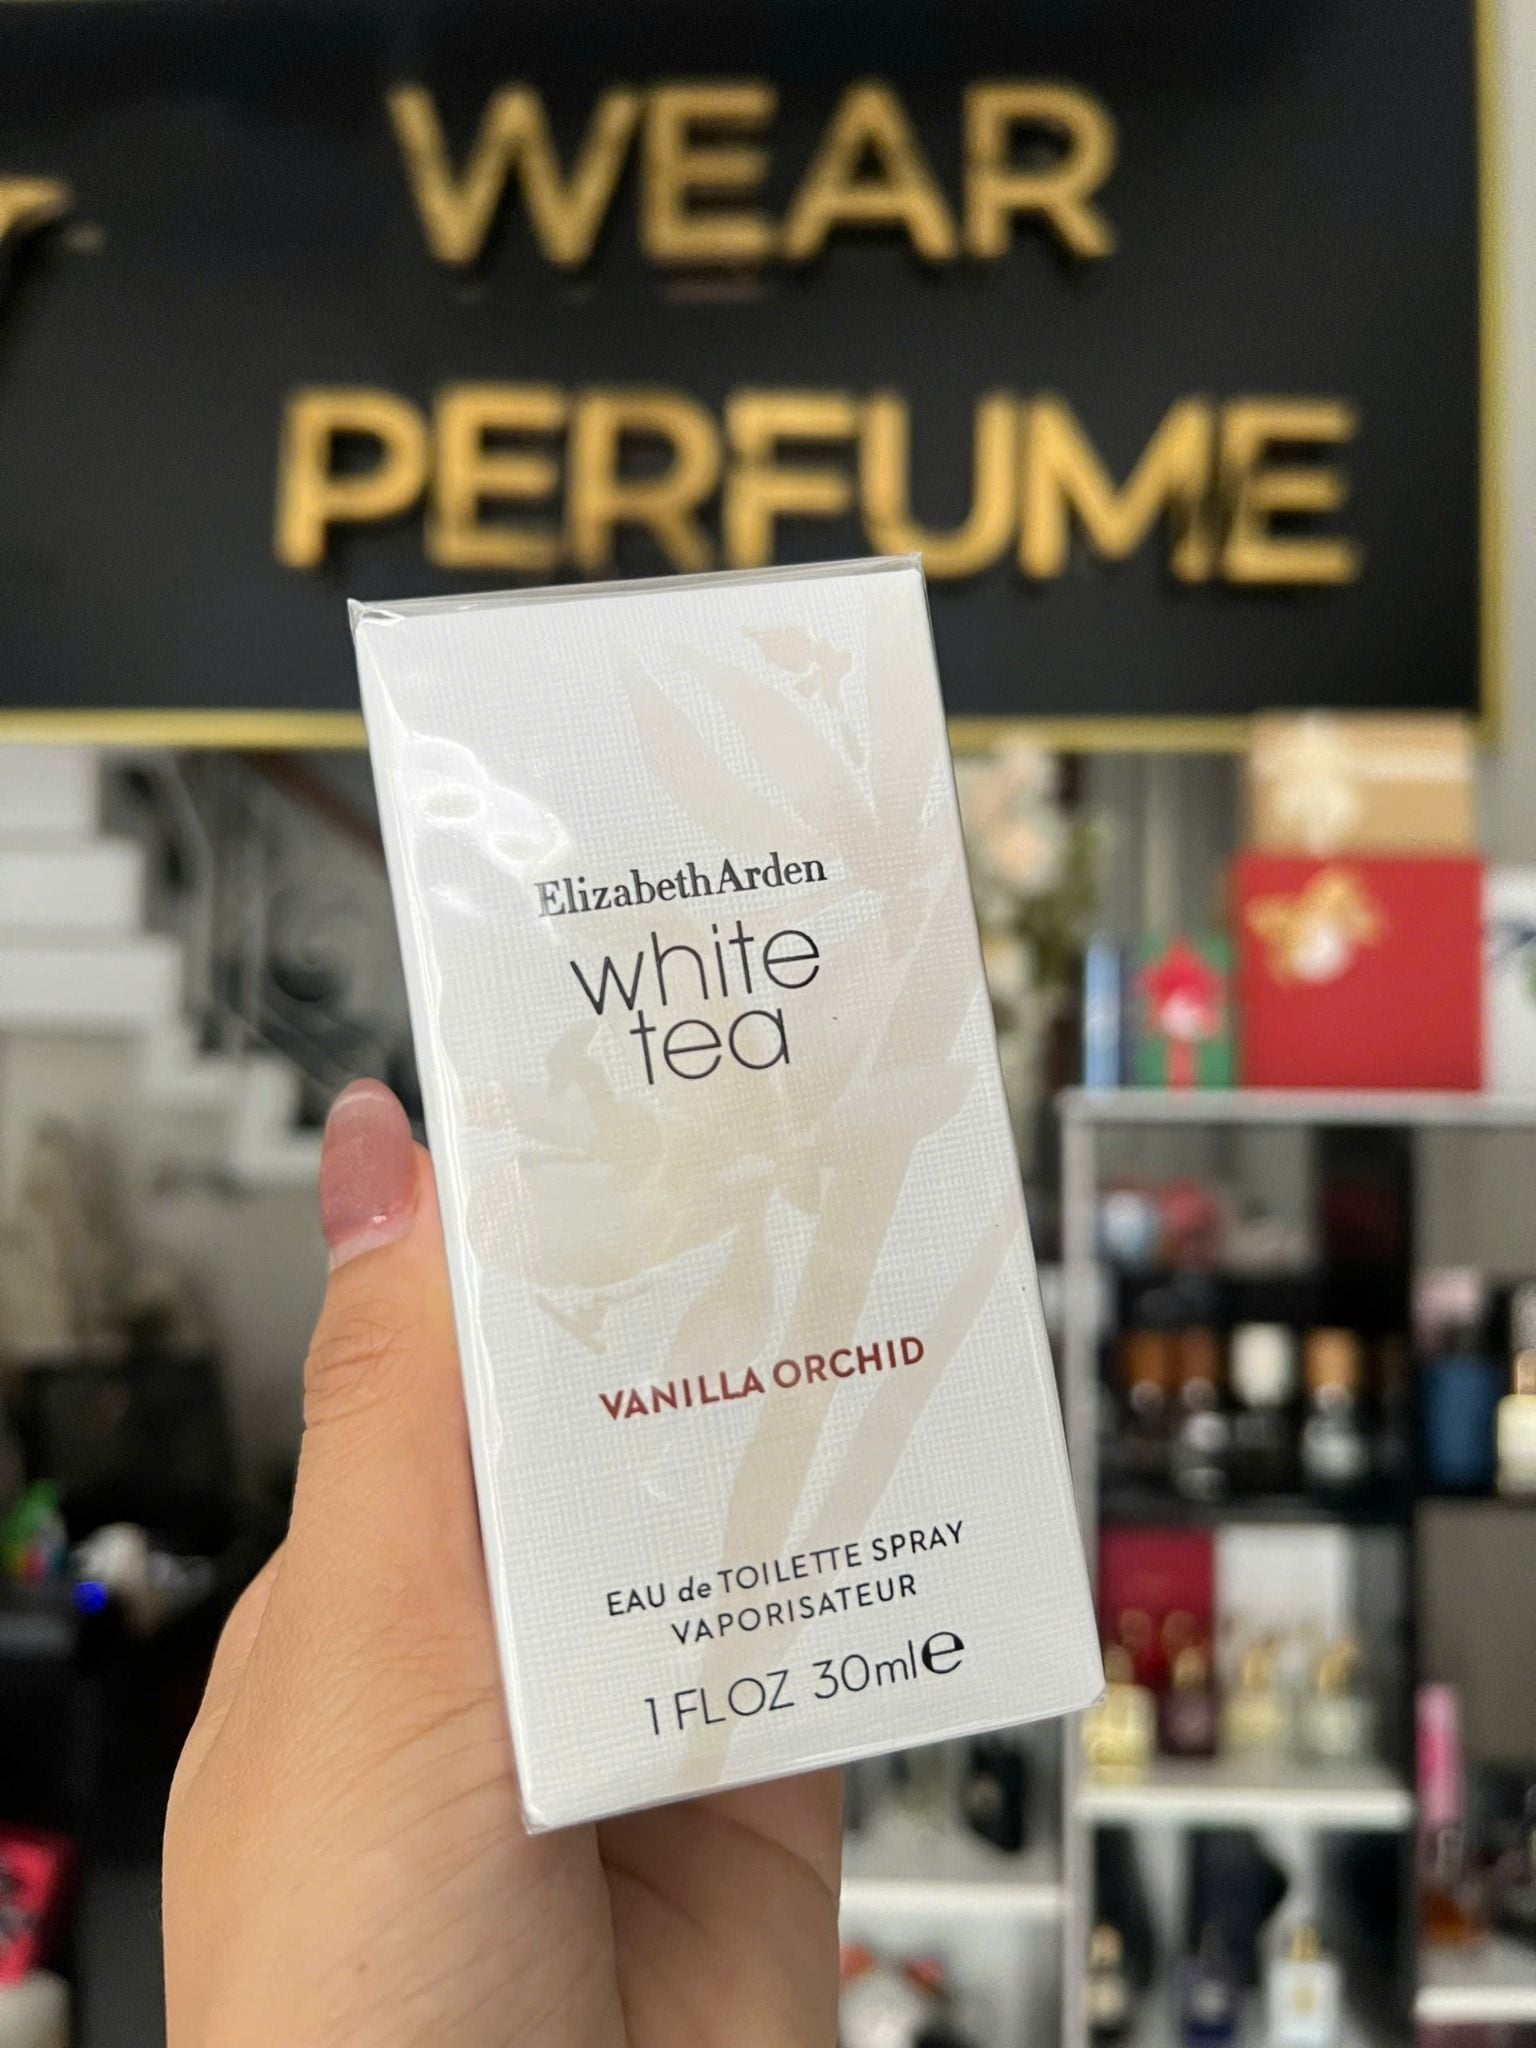 WEAR
PERFUME
ElizabethArden
white
tea
VANILLA ORCHID
EAU de TOILETTE SPRAY
VAPORISATEUR
1 FL OZ 30ml℮